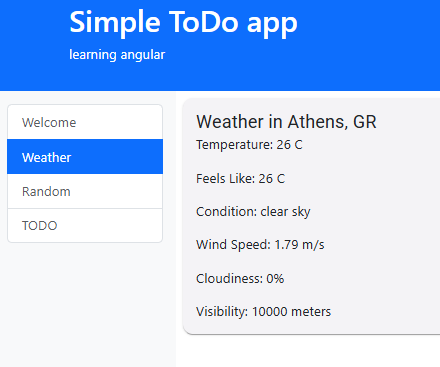 Simple ToDo app
learning angular
Welcome
Weather
Random
TODO
Weather in Athens, GR
Temperature: 26 C
Feels Like: 26 C
Condition: clear sky
Wind Speed: 1.79 m/s
Cloudiness: 0%
Visibility: 10000 meters